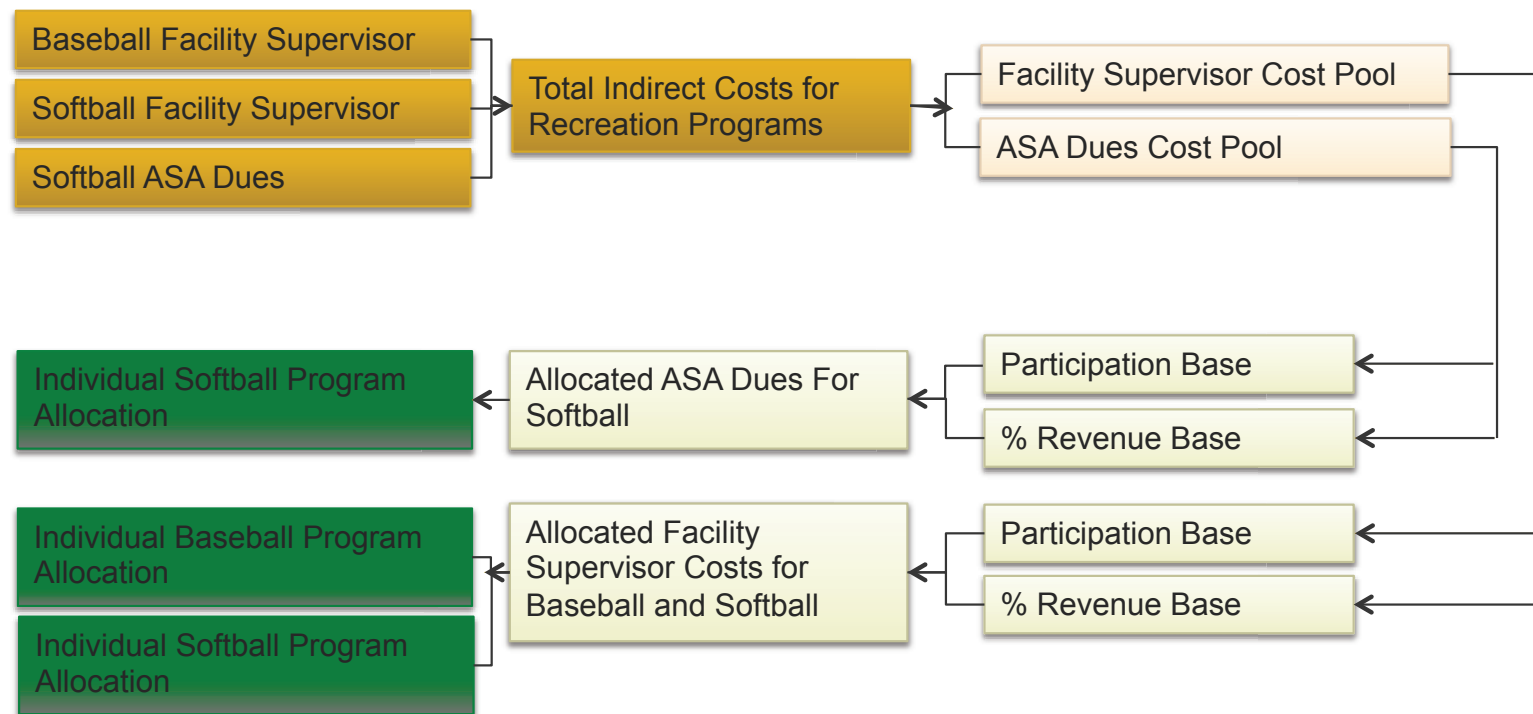 Baseball Facility Supervisor
Softball Facility Supervisor
Softball ASA Dues
Total Indirect Costs for
Recreation Programs
Facility Supervisor Cost Pool
ASA Dues Cost Pool
Individual Softball Program
Allocation
Allocated ASA Dues For
Softball
Participation Base
% Revenue Base
Individual Baseball Program
Allocation
Individual Softball Program
Allocation
Allocated Facility
Supervisor Costs for
Baseball and Softball
Participation Base
% Revenue Base